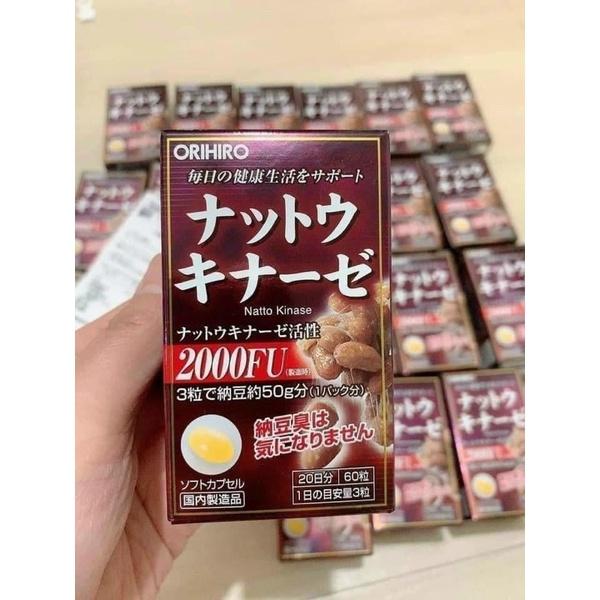 ORIHIRO
毎日の健康生活をサポート
ナットウ
キナーゼ
Natto Kinase
ナットウキナーゼ活性
2000FU(製造時)
3粒で納豆約50g分(1パック分)
納豆臭は
気になりません
ソフトカプセル
国内製造品
20日分 60粒
1日の目安量3粒